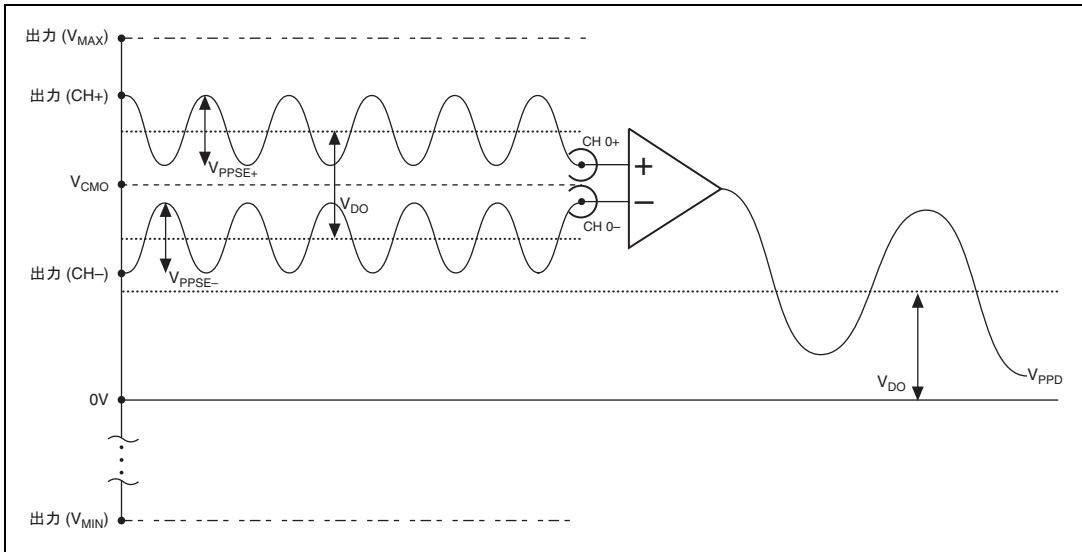 出力 (VMAX)
出力 (CH+)
VPPSE+
CH 0+
+
VCMO
VDO
−
CH 0–
出力 (CH–)
VPPSE–
VDO
VPPD
0V
出力 (VMIN)